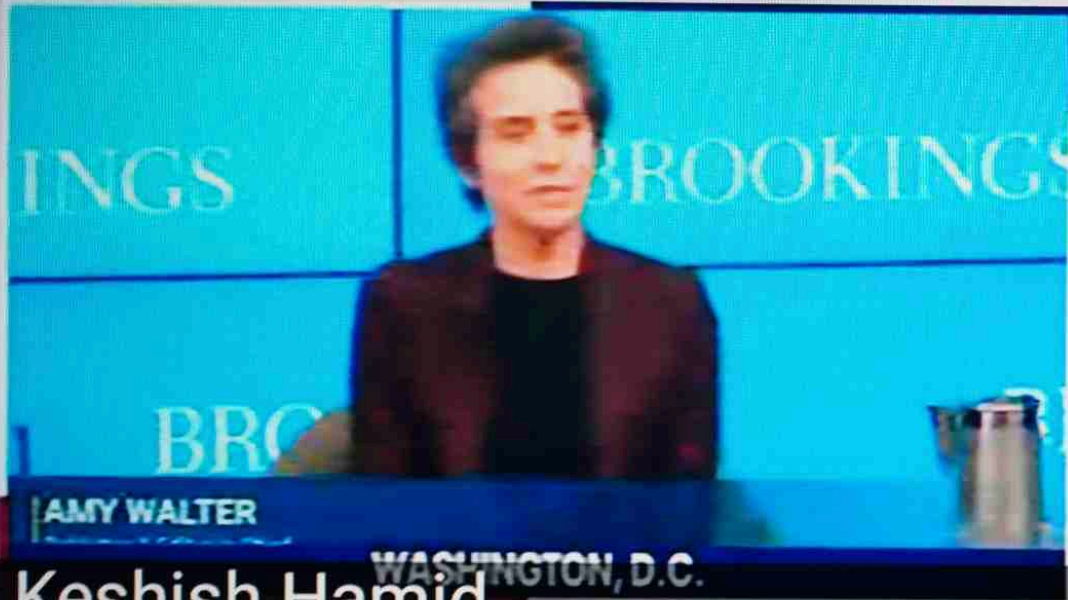 INGS
BROOKINGS
BRO
AMY WALTER
WASHINGTON, D.C.
Keshish Hamid